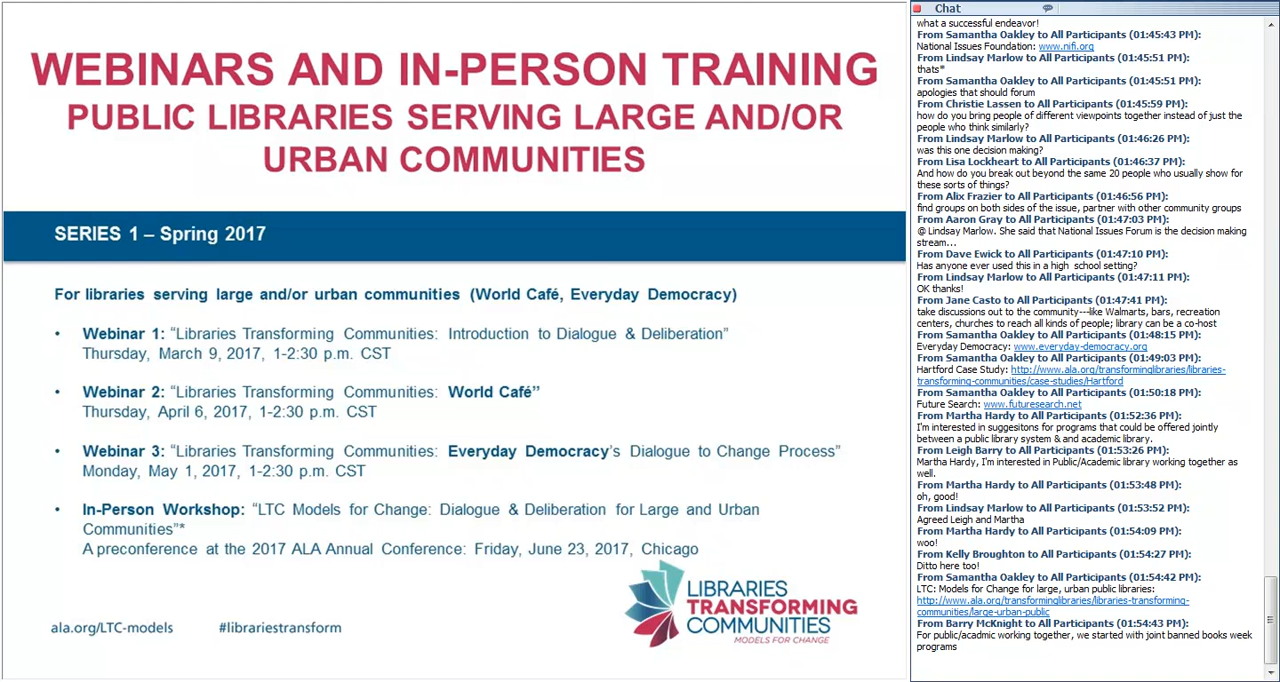 WEBINARS AND IN-PERSON TRAINING
PUBLIC LIBRARIES SERVING LARGE AND/OR
URBAN COMMUNITIES
SERIES 1 – Spring 2017
For libraries serving large and/or urban communities (World Café, Everyday Democracy)
• Webinar 1: “Libraries Transforming Communities: Introduction to Dialogue & Deliberation”
Thursday, March 9, 2017, 1-2:30 p.m. CST
• Webinar 2: “Libraries Transforming Communities: World Café”
Thursday, April 6, 2017, 1-2:30 p.m. CST
• Webinar 3: “Libraries Transforming Communities: Everyday Democracy’s Dialogue to Change Process”
Monday, May 1, 2017, 1-2:30 p.m. CST
• In-Person Workshop: “LTC Models for Change: Dialogue & Deliberation for Large and Urban
Communities”*
A preconference at the 2017 ALA Annual Conference: Friday, June 23, 2017, Chicago
ala.org/LTC-models #librariestransform
LIBRARIES
TRANSFORMING
COMMUNITIES
MODELS FOR CHANGE
Chat
what a successful endeavor!
From Samantha Oakley to All Participants (01:45:43 PM):
National Issues Foundation: www.nifi.org
From Lindsay Marlow to All Participants (01:45:51 PM):
thats*
From Samantha Oakley to All Participants (01:45:51 PM):
apologies that should forum
From Christie Lassen to All Participants (01:45:59 PM):
how do you bring people of different viewpoints together instead of just the
people who think similarly?
From Lindsay Marlow to All Participants (01:46:26 PM):
was this one decision making?
From Lisa Lockheart to All Participants (01:46:37 PM):
And how do you break out beyond the same 20 people who usually show for
these sorts of things?
From Alix Frazier to All Participants (01:46:56 PM):
find groups on both sides of the issue, partner with other community groups
From Aaron Gray to All Participants (01:47:03 PM):
@ Lindsay Marlow. She said that National Issues Forum is the decision making
stream...
From Dave Ewick to All Participants (01:47:10 PM):
Has anyone ever used this in a high school setting?
From Lindsay Marlow to All Participants (01:47:11 PM):
OK thanks!
From Jane Casto to All Participants (01:47:41 PM):
take discussions out to the community---like Walmarts, bars, recreation
centers, churches to reach all kinds of people; library can be a co-host
From Samantha Oakley to All Participants (01:48:15 PM):
Everyday Democracy: www.everyday-democracy.org
From Samantha Oakley to All Participants (01:49:03 PM):
Hartford Case Study: http://www.ala.org/transforminglibraries/libraries-
transforming-communities/case-studies/Hartford
From Samantha Oakley to All Participants (01:50:18 PM):
Future Search: www.futuresearch.net
From Martha Hardy to All Participants (01:52:36 PM):
I'm interested in suggesitons for programs that could be offered jointly
between a public library system & and academic library.
From Leigh Barry to All Participants (01:53:26 PM):
Martha Hardy, I'm interested in Public/Academic library working together as
well.
From Martha Hardy to All Participants (01:53:48 PM):
oh, good!
From Lindsay Marlow to All Participants (01:53:52 PM):
Agreed Leigh and Martha
From Martha Hardy to All Participants (01:54:09 PM):
woo!
From Kelly Broughton to All Participants (01:54:27 PM):
Ditto here too!
From Samantha Oakley to All Participants (01:54:42 PM):
LTC: Models for Change for large, urban public libraries:
http://www.ala.org/transforminglibraries/libraries-transforming-
communities/large-urban-public
From Barry McKnight to All Participants (01:54:43 PM):
For public/acadmic working together, we started with joint banned books week
programs